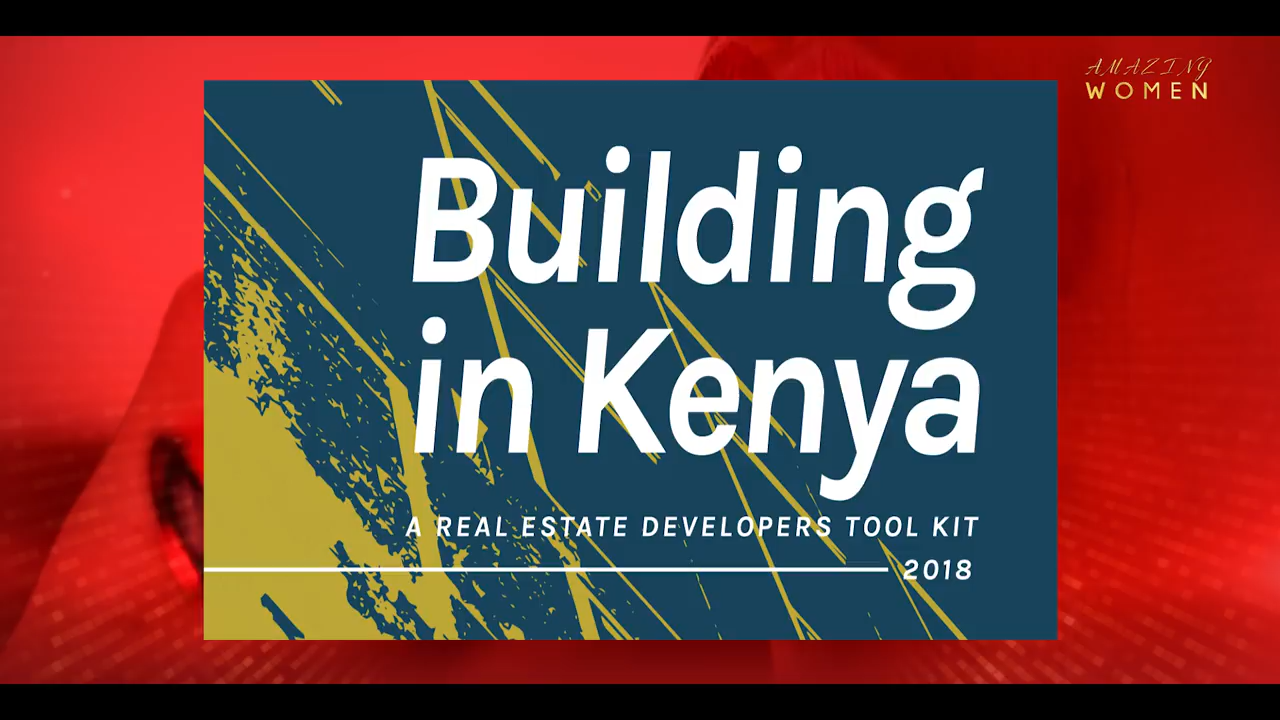 AMAZING
WOMEN
Building
in Kenya
A REAL ESTATE DEVELOPERS TOOL KIT
2018